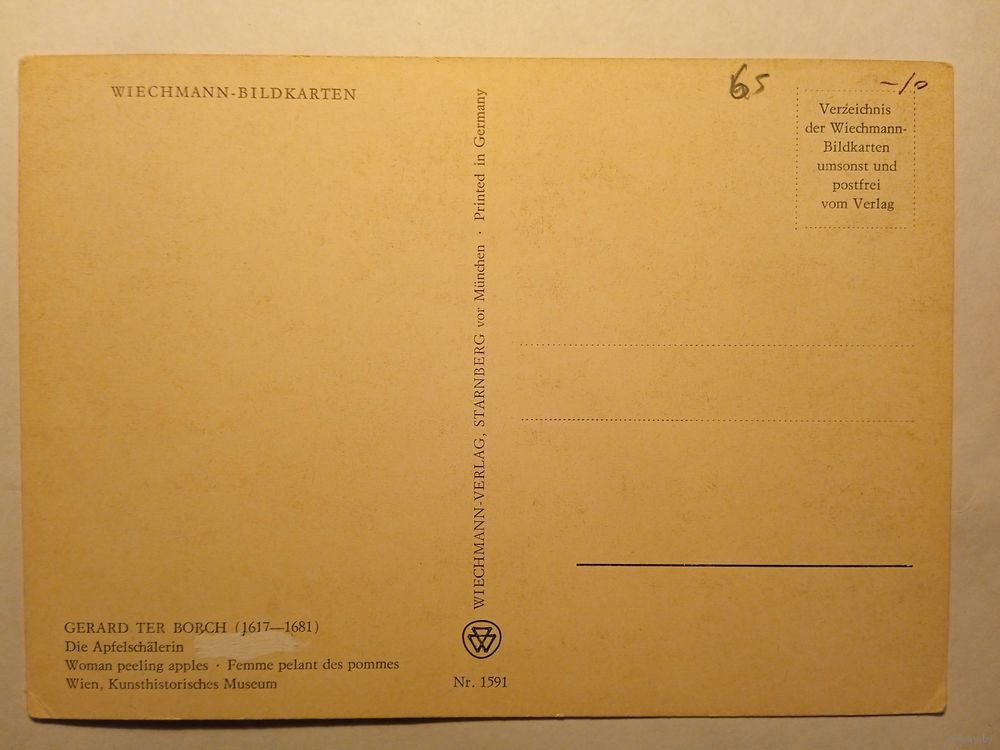 WIECHMANN-BILDKARTEN
65
–/0
Verzeichnis
der Wiechmann-
Bildkarten
umsonst und
postfrei
vom Verlag
WIECHMANN-VERLAG, STARNBERG vor München · Printed in Germany
GERARD TER BORCH (1617—1681)
Die Apfelschälerin
Woman peeling apples · Femme pelant des pommes
Wien, Kunsthistorisches Museum
Nr. 1591